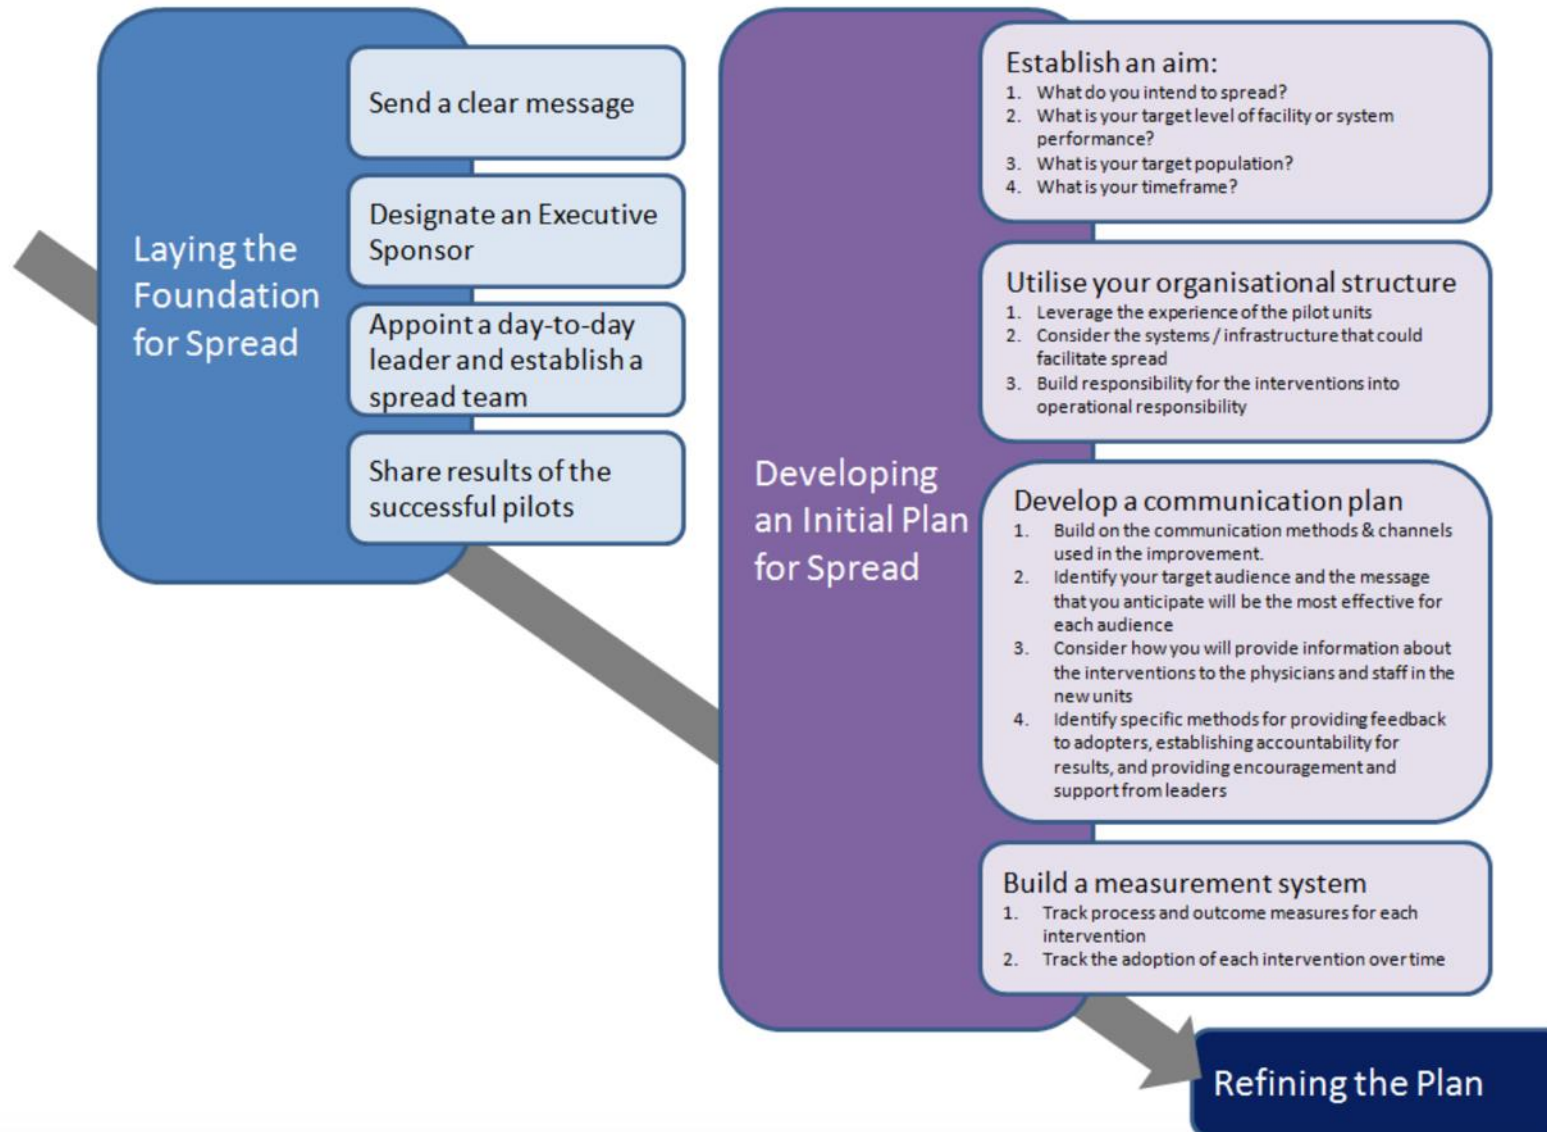 Laying the
Foundation
for Spread
Send a clear message
Designate an Executive
Sponsor
Appoint a day-to-day
leader and establish a
spread team
Share results of the
successful pilots
Developing
an Initial Plan
for Spread
Establish an aim:
1. What do you intend to spread?
2. What is your target level of facility or system
performance?
3. What is your target population?
4. What is your timeframe?
Utilise your organisational structure
1. Leverage the experience of the pilot units
2. Consider the systems / infrastructure that could
facilitate spread
3. Build responsibility for the interventions into
operational responsibility
Develop a communication plan
1. Build on the communication methods & channels
used in the improvement.
2. Identify your target audience and the message
that you anticipate will be the most effective for
each audience
3. Consider how you will provide information about
the interventions to the physicians and staff in the
new units
4. Identify specific methods for providing feedback
to adopters, establishing accountability for
results, and providing encouragement and
support from leaders
Build a measurement system
1. Track process and outcome measures for each
intervention
2. Track the adoption of each intervention over time
Refining the Plan